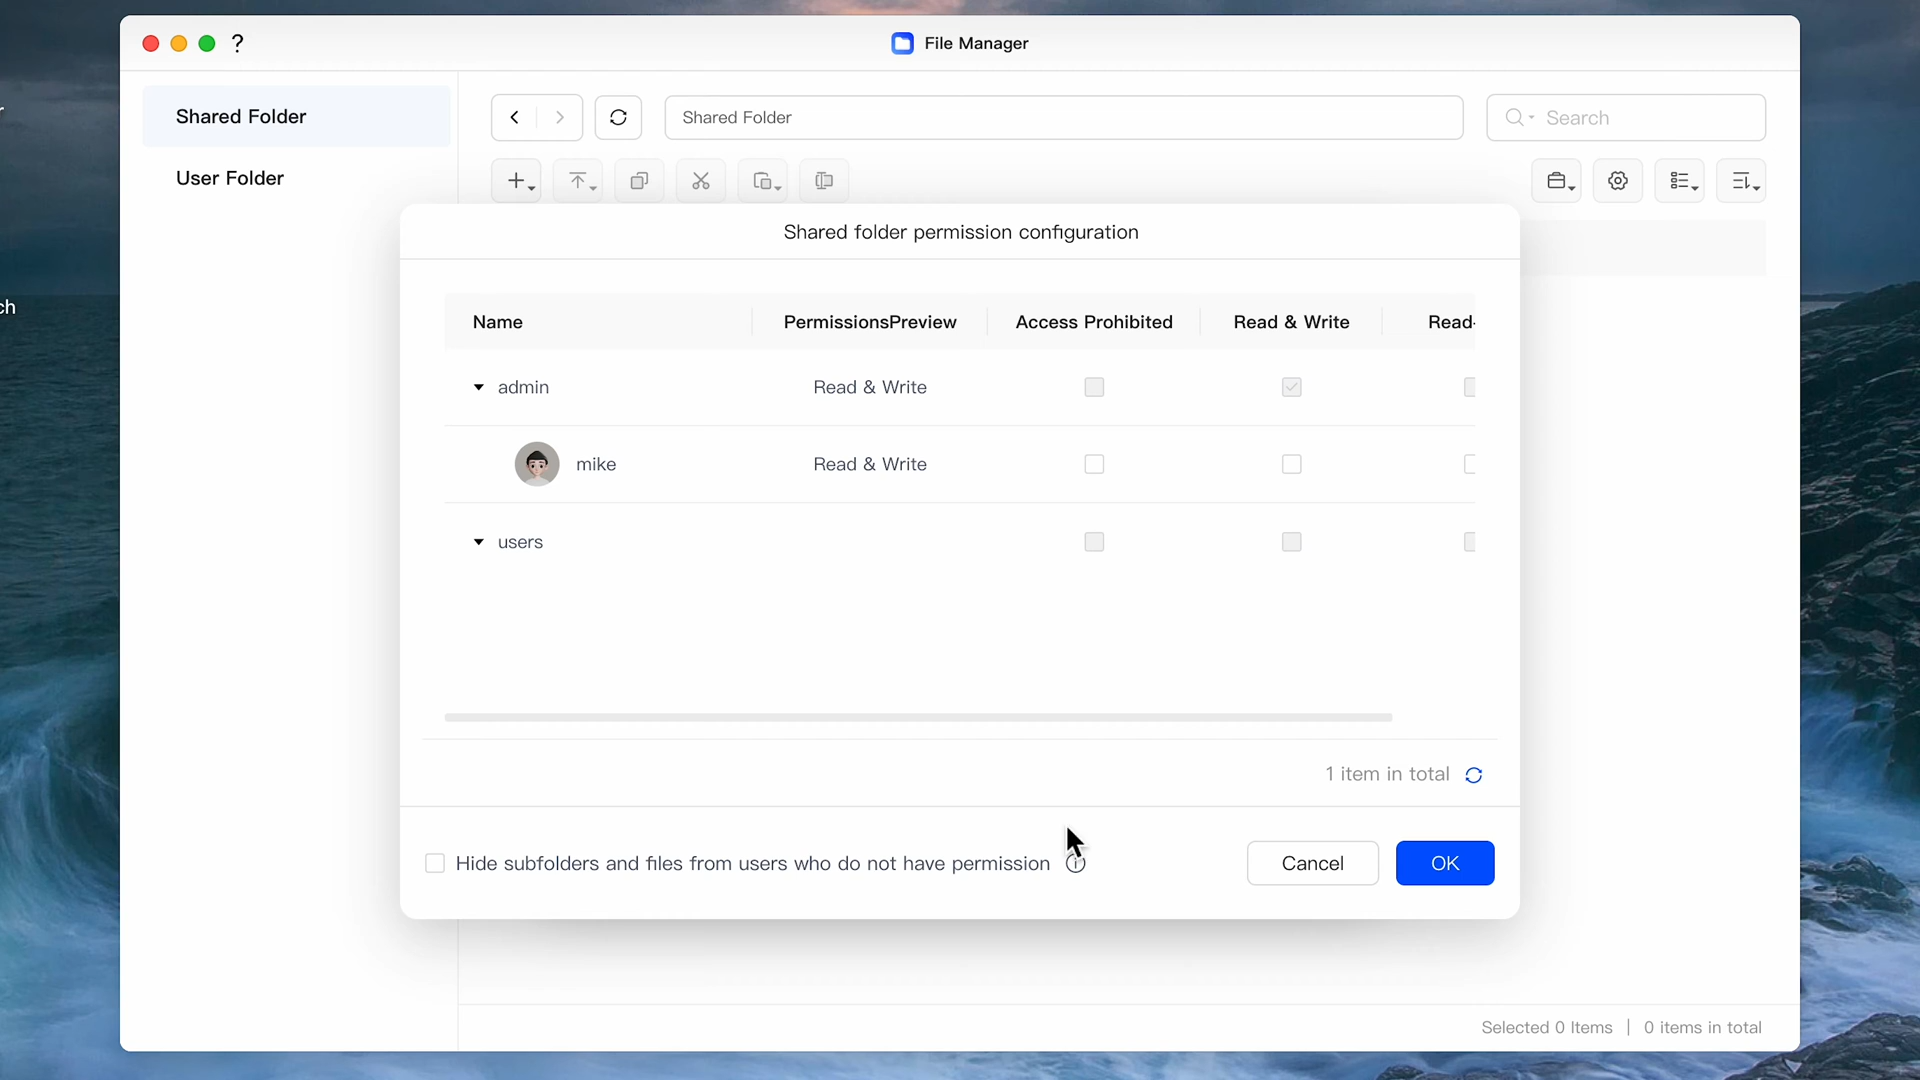 ?
File Manager
Shared Folder
User Folder
Shared Folder
Search
Shared folder permission configuration
Name PermissionsPreview Access Prohibited Read & Write Read-
admin Read & Write
mike Read & Write
users
1 item in total
Hide subfolders and files from users who do not have permission
Cancel
OK
Selected 0 Items | 0 items in total
ch